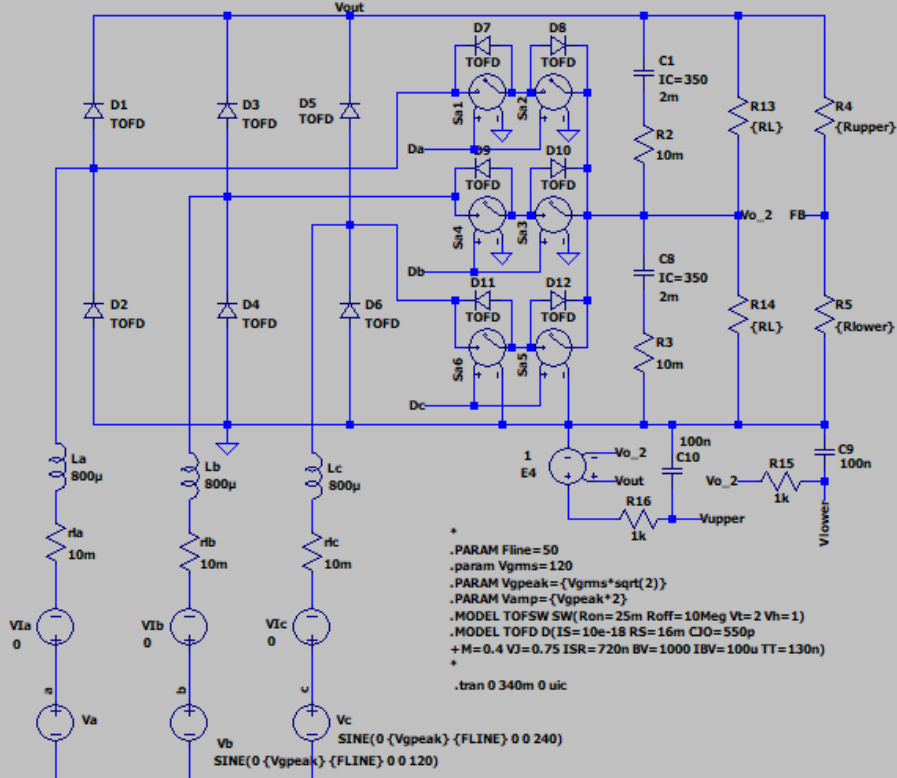 Vout
D7
TOFD
D8
TOFD
D1
TOFD
D3
TOFD
D5
TOFD
Sa1
Sa2
C1
IC=350
2m
R13
{RL}
R4
{Rupper}
Da
D9
TOFD
D10
TOFD
R2
10m
Sa4
Sa3
Vo_2
FB
Db
D11
TOFD
D12
TOFD
C8
IC=350
2m
D2
TOFD
D4
TOFD
D6
TOFD
R14
{RL}
R5
{Rlower}
Sa6
Sa5
R3
10m
Dc
La
800µ
Lb
800µ
Lc
800µ
1
E4
Vo_2
Vout
100n
C10
C9
100n
R15
1k
Vo_2
R16
1k
Vupper
Vlower
rla
10m
rlb
10m
rlc
10m
*
.PARAM Fline=50
.param Vgrms=120
.PARAM Vgpeak={Vgrms*sqrt(2)}
.PARAM Vamp={Vgpeak*2}
.MODEL TOFSW SW(Ron=25m Roff=10Meg Vt=2 Vh=1)
.MODEL TOFD D(IS=10e-18 RS=16m CJO=550p
+M=0.4 VJ=0.75 ISR=720n BV=1000 IBV=100u TT=130n)
*
.tran 0 340m 0 uic
VIa
0
VIb
0
VIc
0
a
b
c
Va
Vb
Vc
SINE(0 {Vgpeak} {FLINE} 0 0 240)
SINE(0 {Vgpeak} {FLINE} 0 0 120)